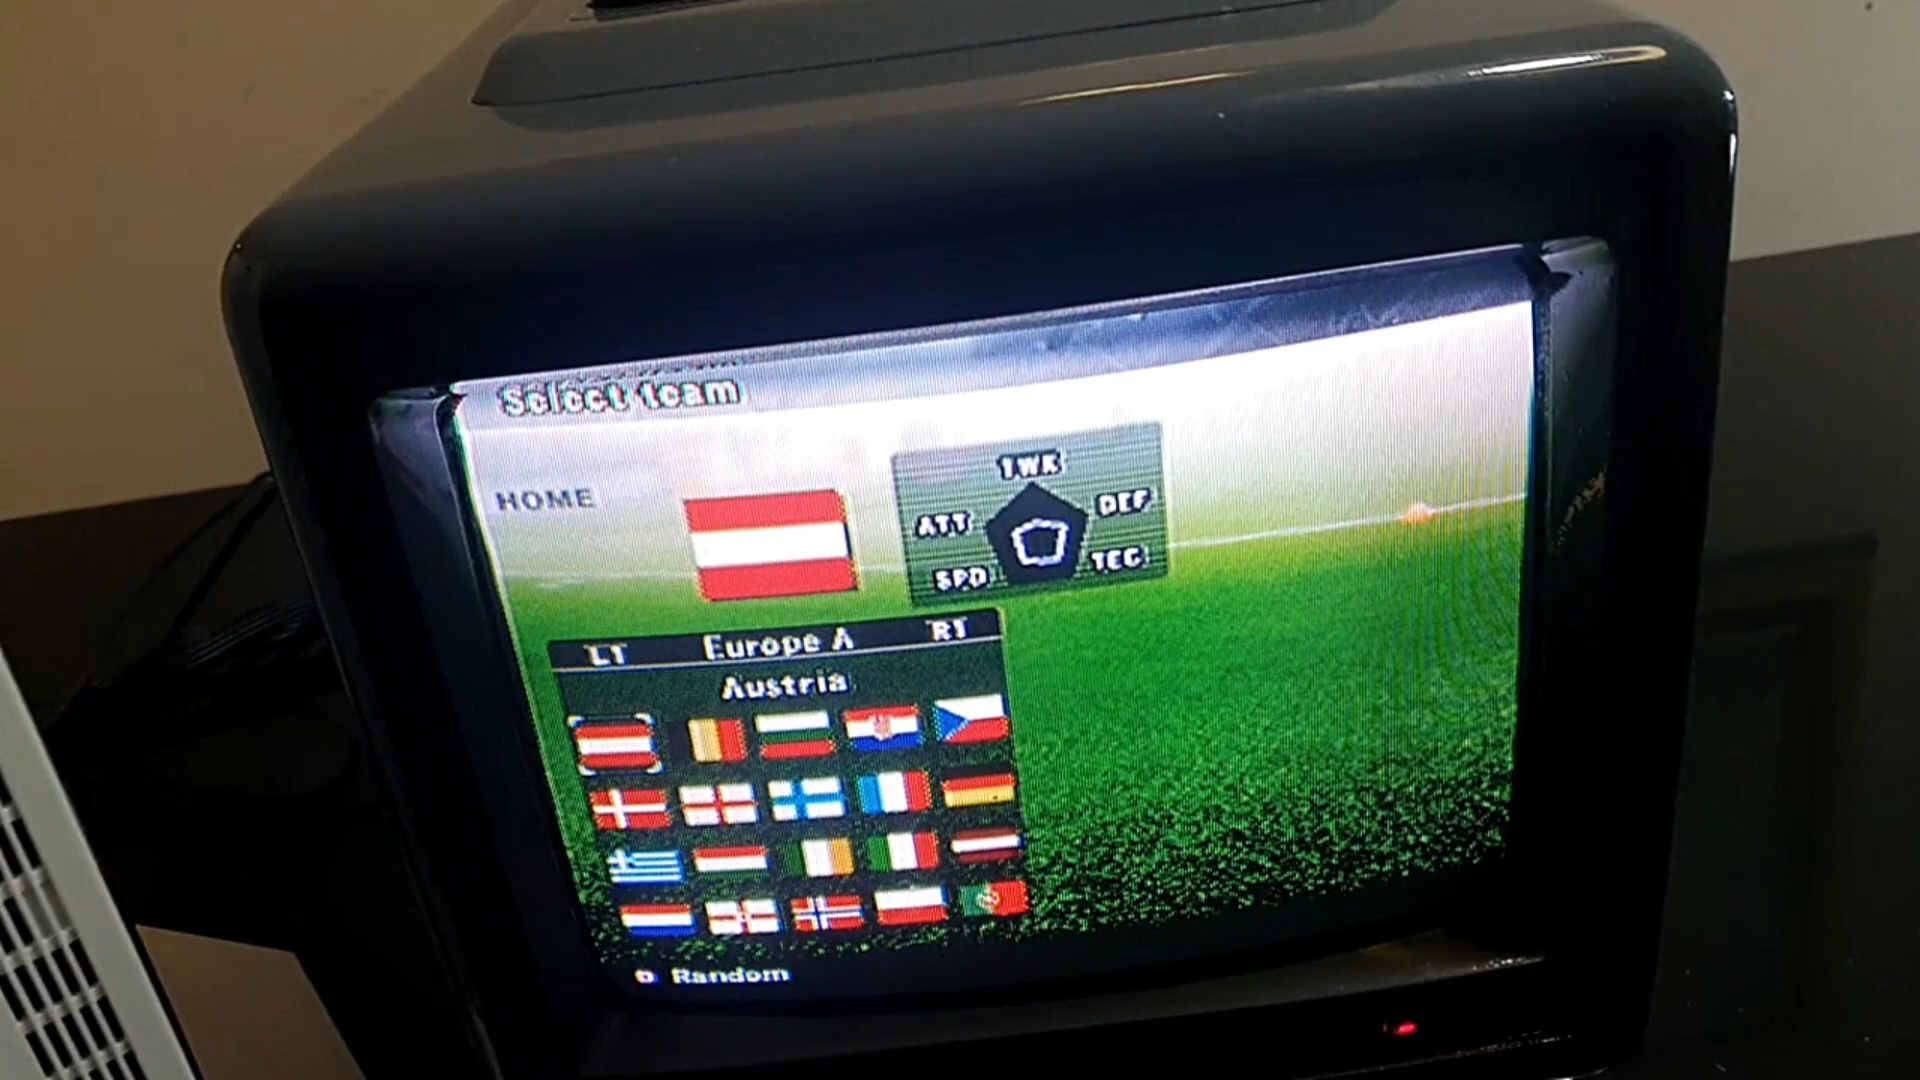 Select team
HOME
TWK
ATT
DEF
SPD
TEC
LT Europe A RT
Austria
Random